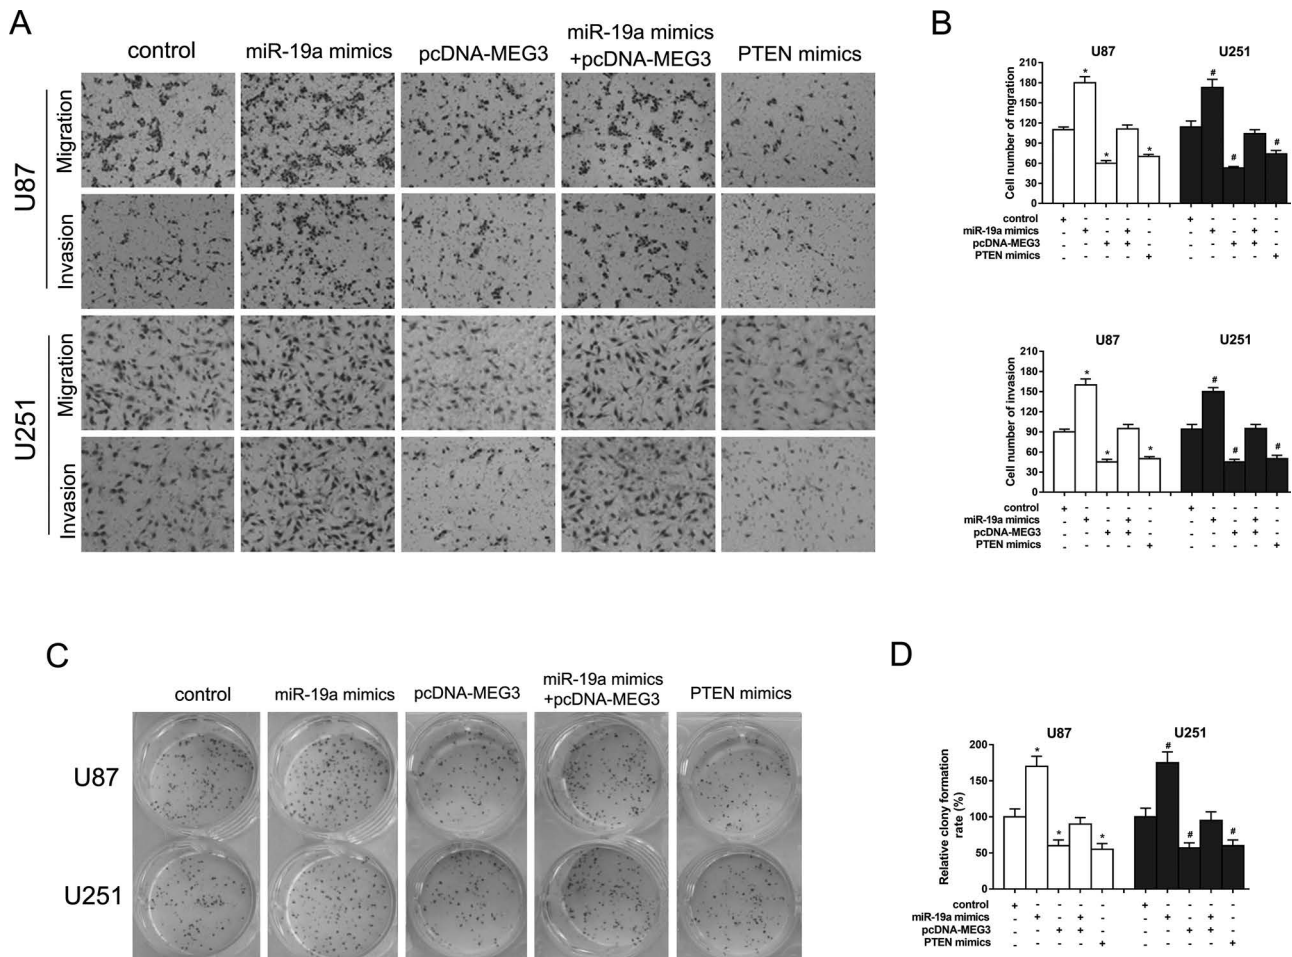 A
control
miR-19a mimics
pcDNA-MEG3
miR-19a mimics
+pcDNA-MEG3
PTEN mimics
U87
Migration
Invasion
U251
Migration
Invasion
B
U87
U251
Cell number of mgration
210
180
150
120
90
60
30
0
* * * # # #
control + - - - - + - - - -
miR-19a mimics - + - + - - + - + -
pcDNA-MEG3 - - + + - - - + + -
PTEN mimics - - - - + - - - - +
U87
U251
Cell number of invasion
210
180
150
120
90
60
30
0
* * * # # #
control + - - - - + - - - -
miR-19a mimics - + - + - - + - + -
pcDNA-MEG3 - - + + - - - + + -
PTEN mimics - - - - + - - - - +
C
control
miR-19a mimics
pcDNA-MEG3
miR-19a mimics
+pcDNA-MEG3
PTEN mimics
U87
U251
D
U87
U251
Relative clony formation
rate (%)
200
150
100
50
0
* * * # # #
control + - - - - + - - - -
miR-19a mimics - + - + - - + - + -
pcDNA-MEG3 - - + + - - - + + -
PTEN mimics - - - - + - - - - +